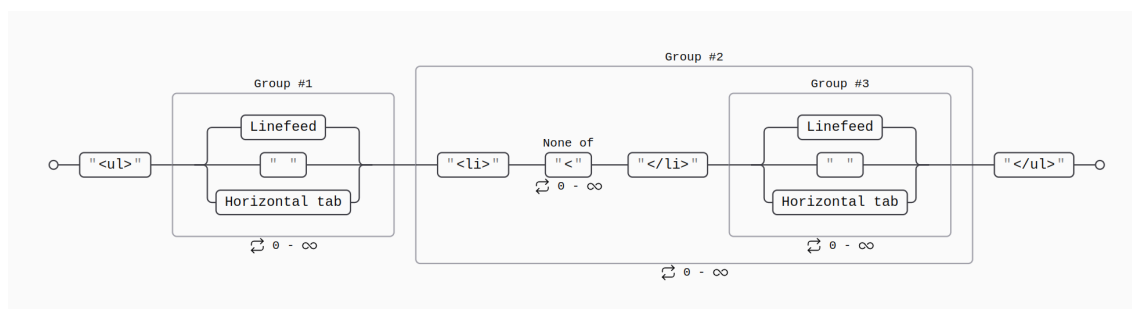 Group #2
Group #1
Group #3
Linefeed
Linefeed
None of
"<ul>"
" "
"<li>"
"<"
"</li>"
" "
"</ul>"
0 - ∞
Horizontal tab
Horizontal tab
0 - ∞
0 - ∞
0 - ∞